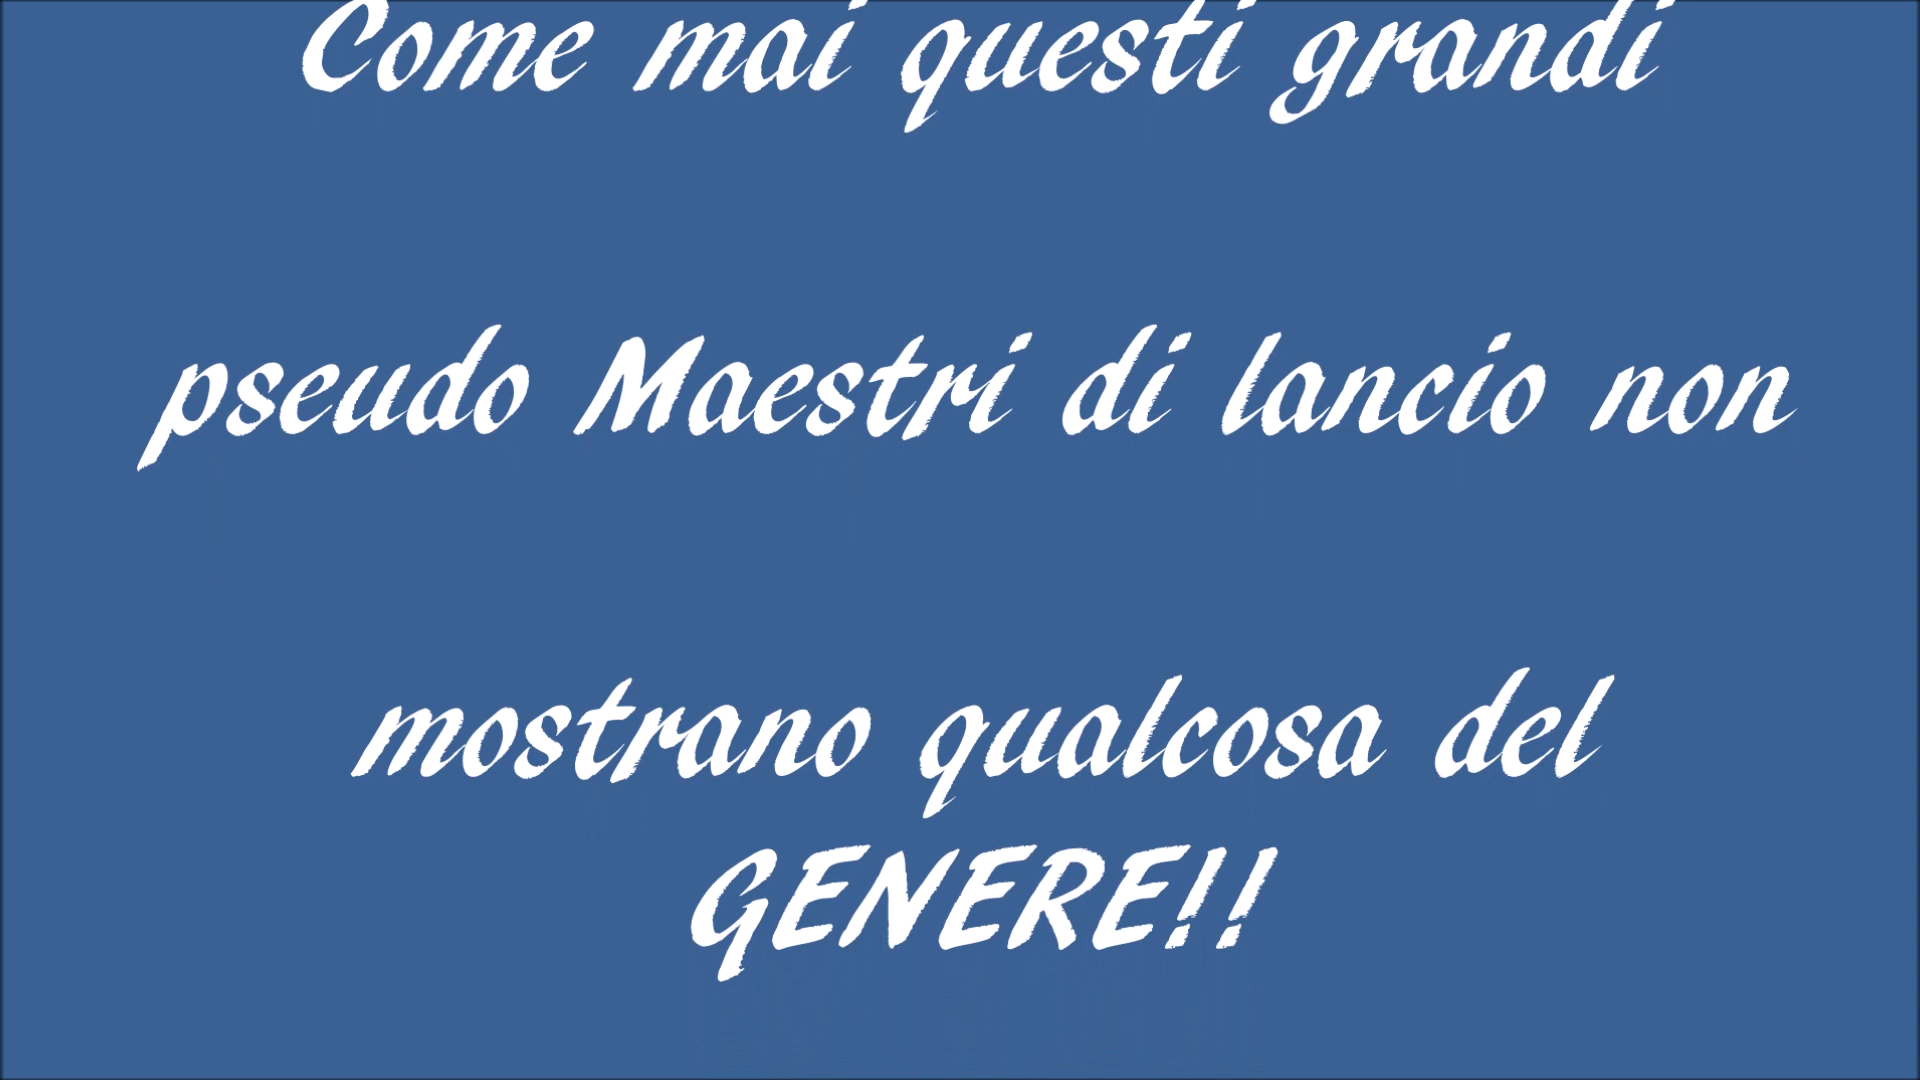 Come mai questi grandi
pseudo Maestri di lancio non
mostrano qualcosa del
GENERE!!